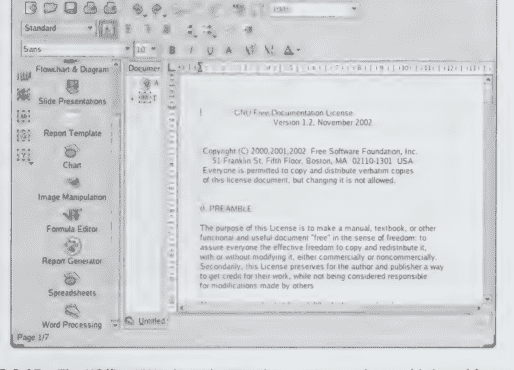 100%
Standard
Sans
10
B I U A
Flowchart & Diagram
Slide Presentations
Report Template
Chart
Image Manipulation
Formula Editor
Report Generator
Spreadsheets
Word Processing
Documen
Untitled
GNU Free Documentation License
Version 1.2, November 2002
Copyright (C) 2000,2001,2002 Free Software Foundation, Inc.
51 Franklin St, Fifth Floor, Boston, MA 02110-1301 USA
Everyone is permitted to copy and distribute verbatim copies
of this license document, but changing it is not allowed.
PREAMBLE
The purpose of this License is to make a manual, textbook, or other
functional and useful document "free" in the sense of freedom: to
assure everyone the effective freedom to copy and redistribute it,
with or without modifying it, either commercially or noncommercially.
Secondarily, this License preserves for the author and publisher a way
to get credit for their work, while not being considered responsible
for modifications made by others.
Page 1/7